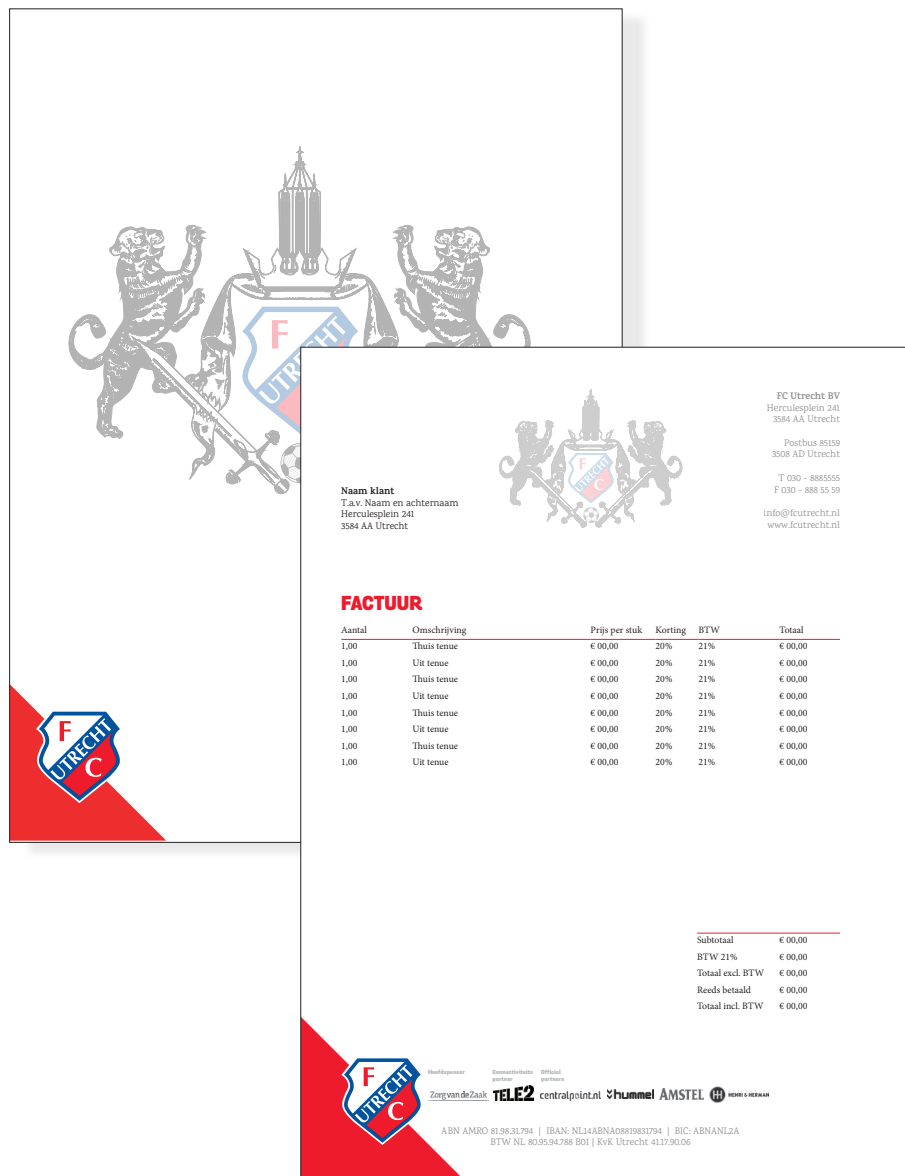 F
UTRECHT
FC Utrecht BV
Herculesplein 241
3584 AA Utrecht
Postbus 85159
3508 AD Utrecht
T 030 - 8885555
F 030 - 888 55 59
info@fcutrecht.nl
www.fcutrecht.nl
F
UTRECHT
C
Naam klant
T.a.v. Naam en achternaam
Herculesplein 241
3584 AA Utrecht
FACTUUR
Aantal Omschrijving Prijs per stuk Korting BTW Totaal
1,00 Thuis tenue € 00,00 20% 21% € 00,00
1,00 Uit tenue € 00,00 20% 21% € 00,00
1,00 Thuis tenue € 00,00 20% 21% € 00,00
1,00 Uit tenue € 00,00 20% 21% € 00,00
1,00 Thuis tenue € 00,00 20% 21% € 00,00
1,00 Uit tenue € 00,00 20% 21% € 00,00
1,00 Thuis tenue € 00,00 20% 21% € 00,00
1,00 Uit tenue € 00,00 20% 21% € 00,00
F
UTRECHT
C
Subtotaal € 00,00
BTW 21% € 00,00
Totaal excl. BTW € 00,00
Reeds betaald € 00,00
Totaal incl. BTW € 00,00
F
UTRECHT
C
Hoofdsponsor Connectiviteits partner Official partners
ZorgvandeZaak TELE2 centralpoint.nl hummel AMSTEL HH HENRI & HERMAN
ABN AMRO 81.98.31.794 | IBAN: NL14ABNA08819831794 | BIC: ABNANL2A
BTW NL 80.95.94.788 B01 | KvK Utrecht 41.17.90.06